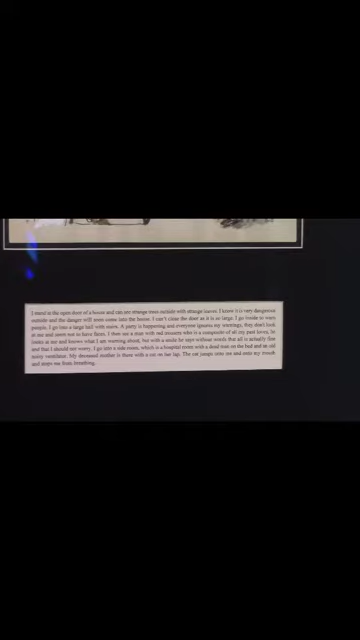 I stand in the open door of a house and can see strange trees outside with strange leaves. I know it is very dangerous
outside and the danger will soon come into the house. I can't close the door as it is so large. I go inside to warn
people. I go into a large hall with stairs. A party is happening and everyone ignores my warnings, they don't look
at me and seem not to have faces. I then see a man with red trousers who is a composite of all my past loves, he
looks at me and knows what I am worrying about, but with a smile he says without words that all is actually fine
and that I should not worry. I go into a side room, which is a hospital room with a dead man on the bed and an old
noisy ventilator. My deceased mother is there with a cat on her lap. The cat jumps onto me and onto my mouth
and stops me from breathing.